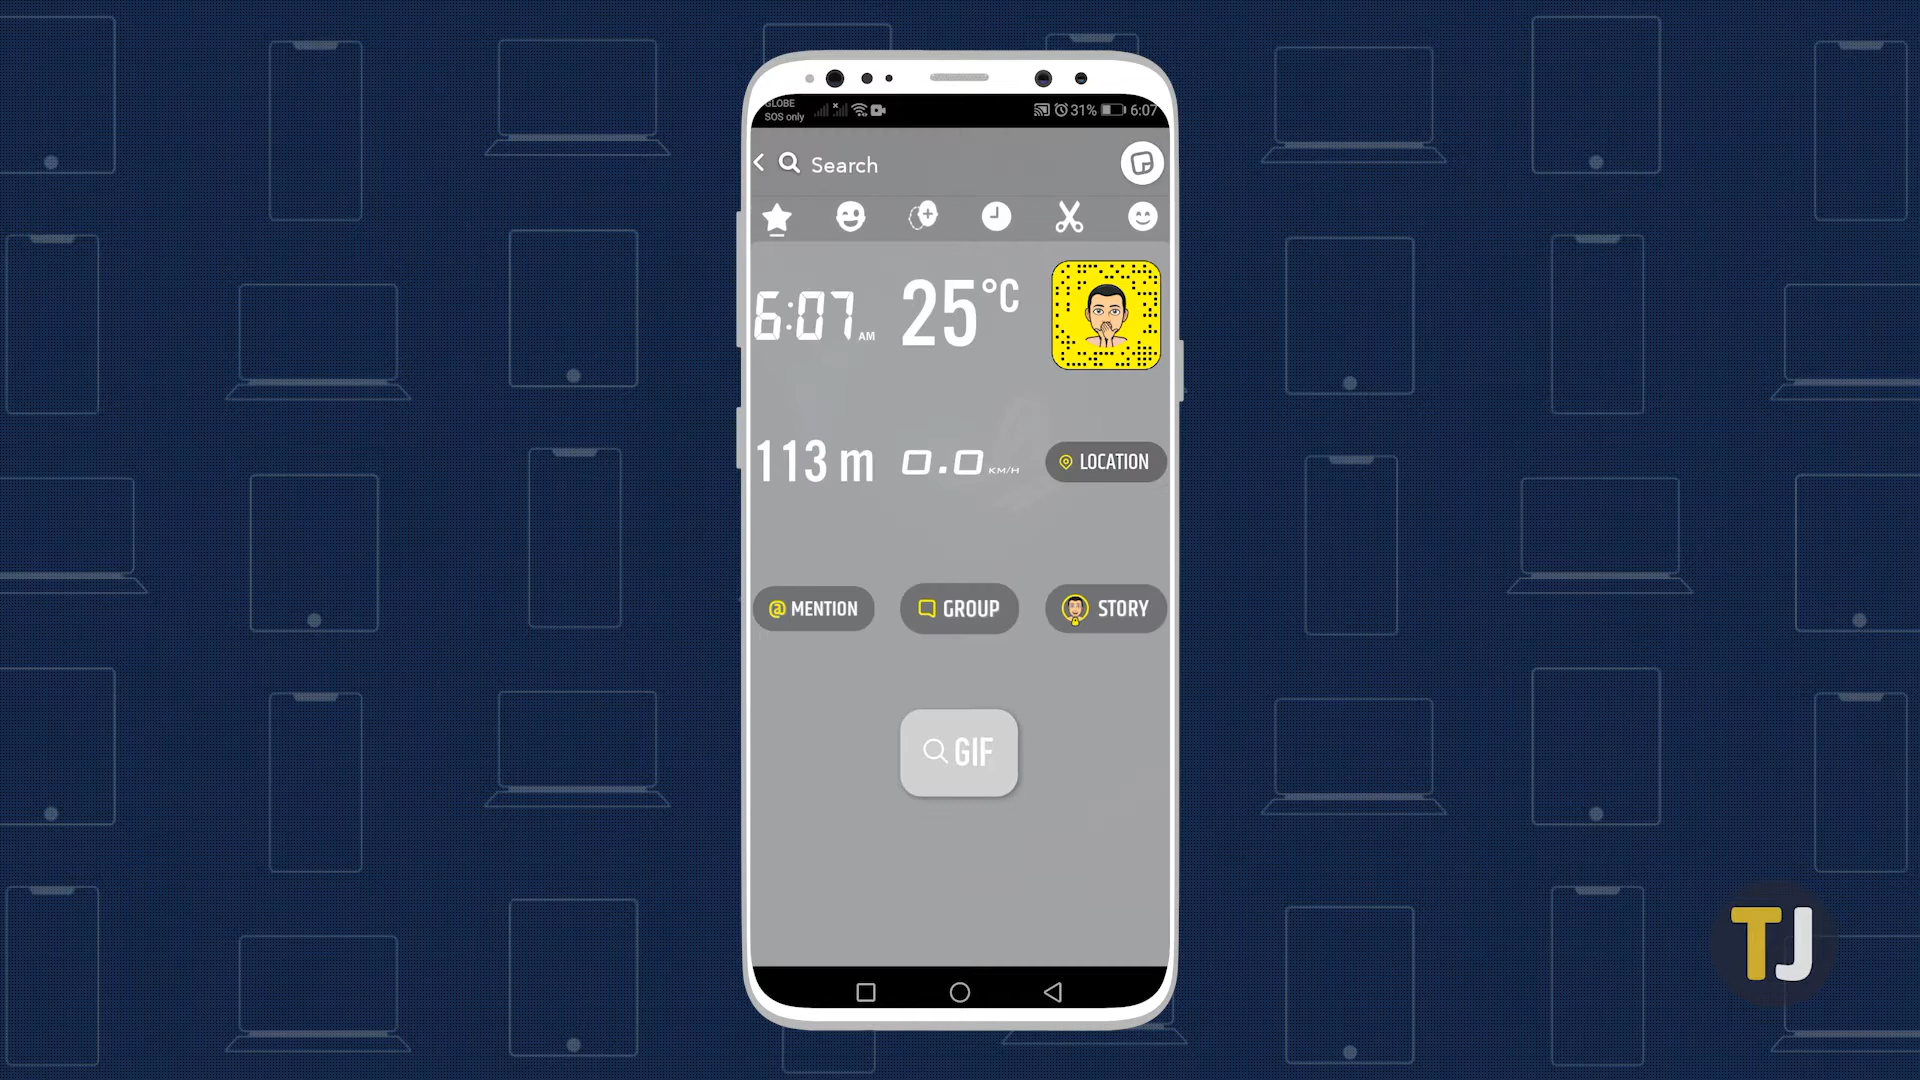 GLOBE
SOS only
31% 6:07
Search
6:07 AM
25°C
113 m
0.0 KM/H
LOCATION
@ MENTION
GROUP
STORY
GIF
TJ